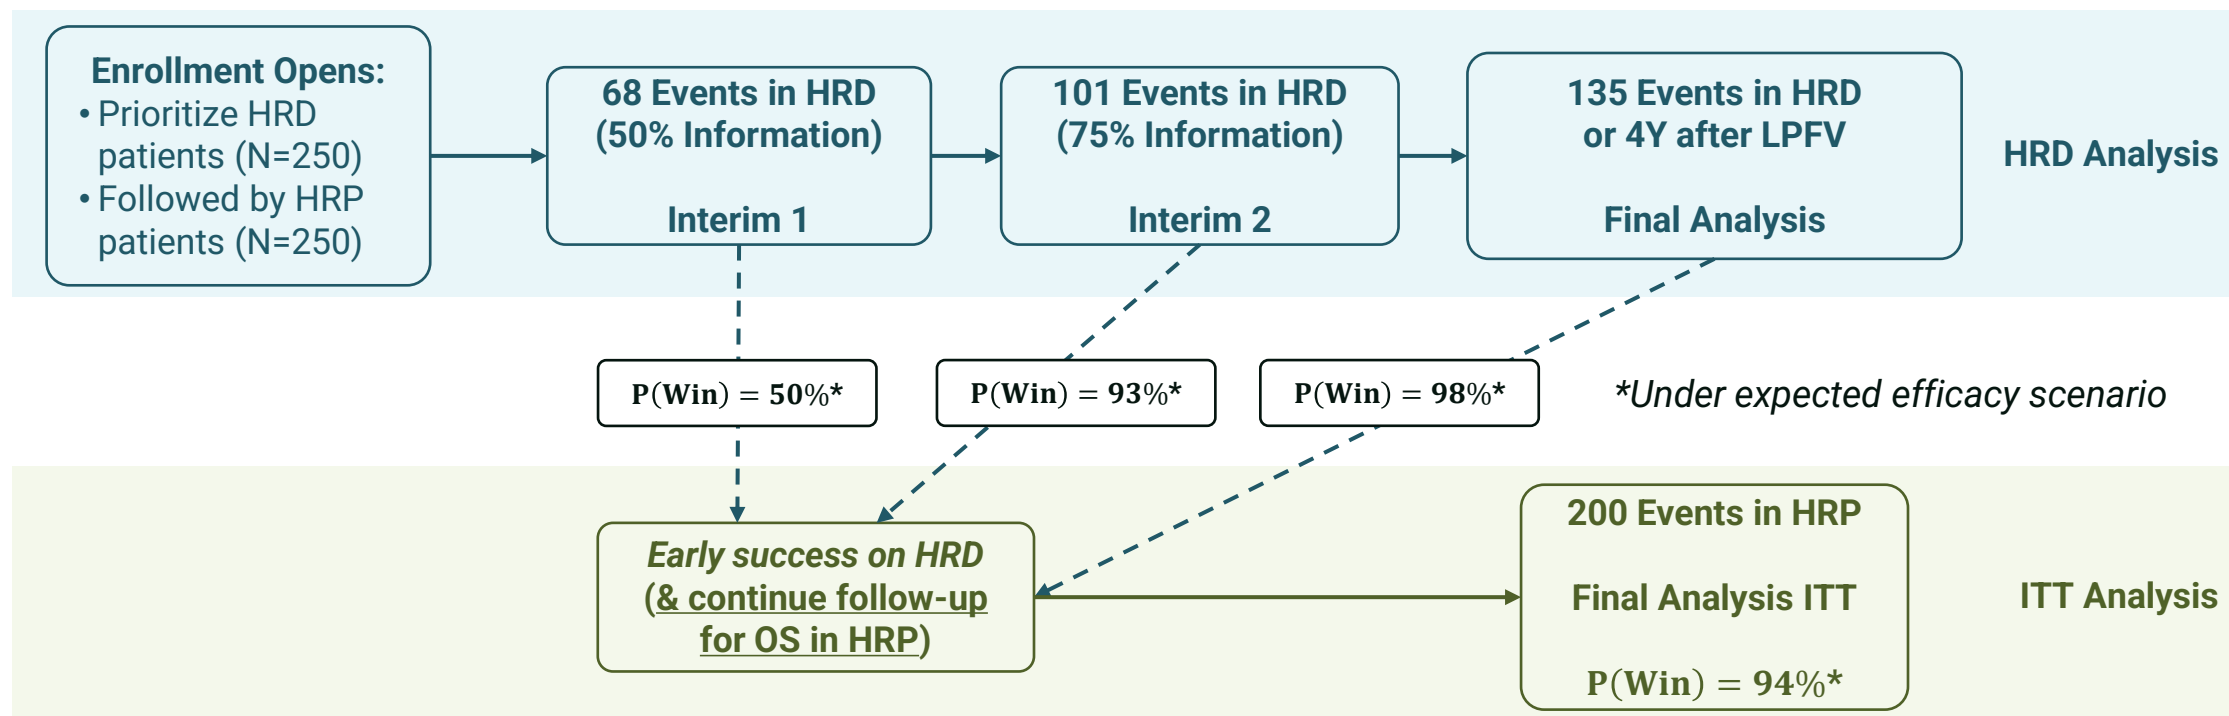 Enrollment Opens:
• Prioritize HRD
patients (N=250)
• Followed by HRP
patients (N=250)
68 Events in HRD
(50% Information)
Interim 1
101 Events in HRD
(75% Information)
Interim 2
135 Events in HRD
or 4Y after LPFV
Final Analysis
HRD Analysis
P(Win) = 50%*
P(Win) = 93%*
P(Win) = 98%*
*Under expected efficacy scenario
Early success on HRD
(& continue follow-up
for OS in HRP)
200 Events in HRP
Final Analysis ITT
P(Win) = 94%*
ITT Analysis